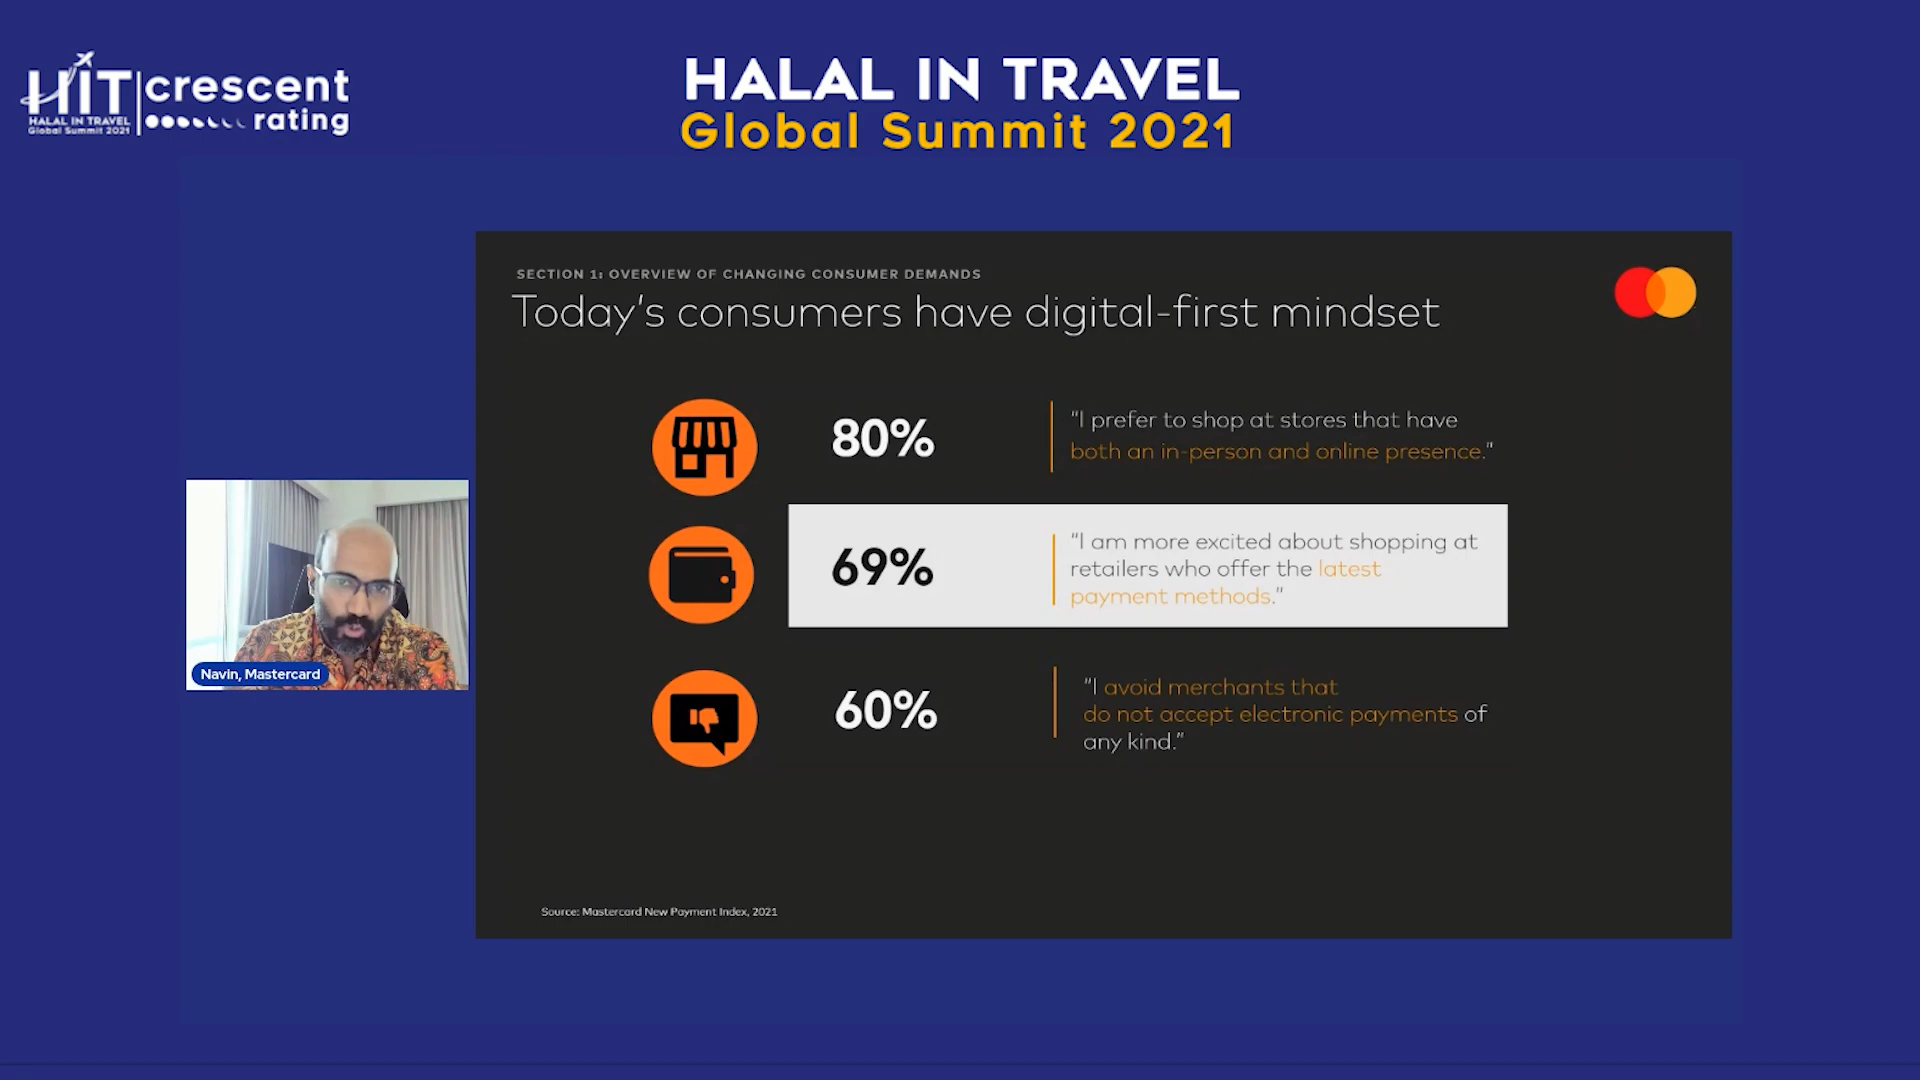 HiT
HALAL IN TRAVEL
Global Summit 2021
crescent
rating
HALAL IN TRAVEL
Global Summit 2021
SECTION 1: OVERVIEW OF CHANGING CONSUMER DEMANDS
Today's consumers have digital-first mindset
80%
"I prefer to shop at stores that have
both an in-person and online presence."
69%
"I am more excited about shopping at
retailers who offer the latest
payment methods."
60%
"I avoid merchants that
do not accept electronic payments of
any kind."
Navin, Mastercard
Source: Mastercard New Payment Index, 2021